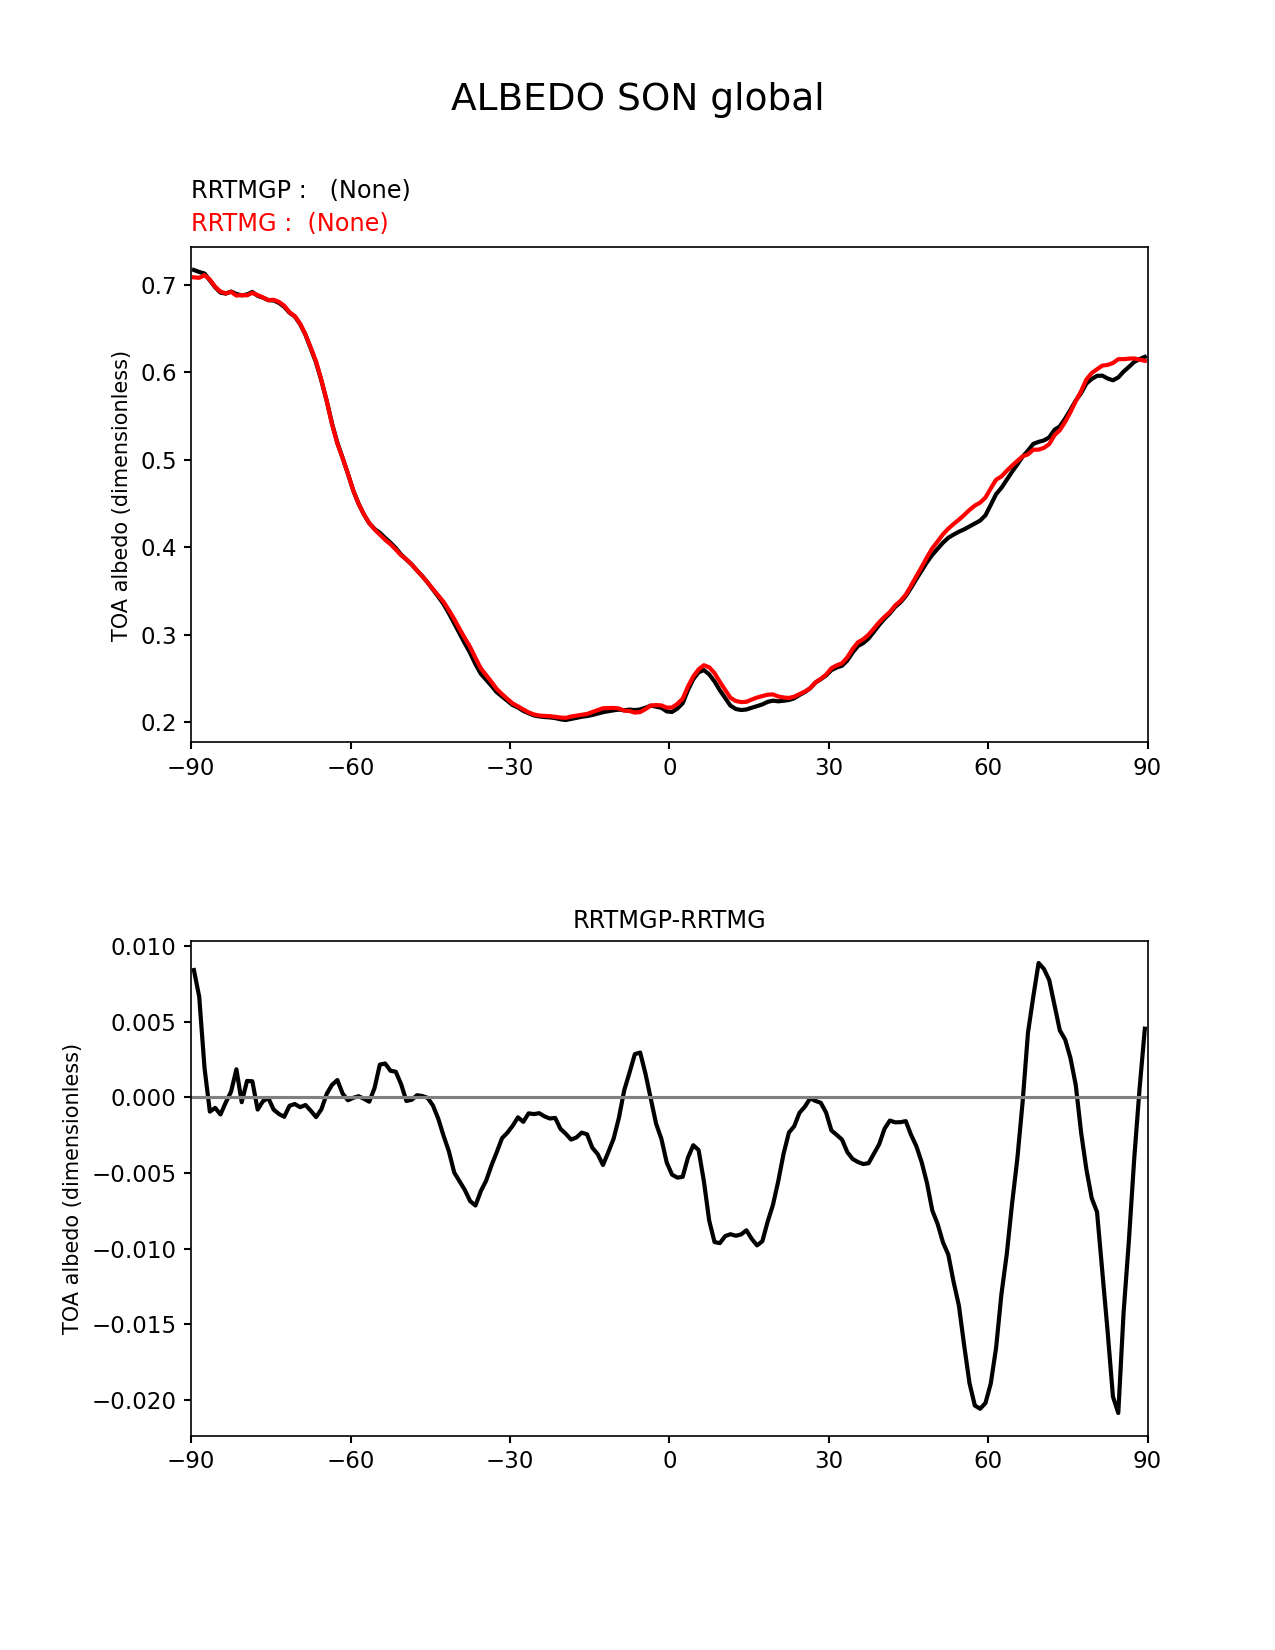 ALBEDO SON global
RRTMGP :   (None)
RRTMG :  (None)
TOA albedo (dimensionless)
0.7
0.6
0.5
0.4
0.3
0.2
−90 −60 −30 0 30 60 90
RRTMGP-RRTMG
TOA albedo (dimensionless)
0.010
0.005
0.000
−0.005
−0.010
−0.015
−0.020
−90 −60 −30 0 30 60 90